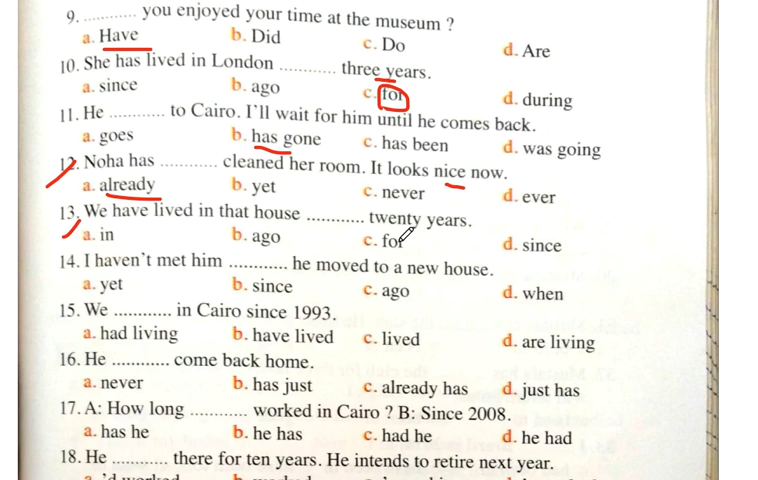 9. ............ you enjoyed your time at the museum ?
a. Have b. Did c. Do d. Are
10. She has lived in London ............ three years.
a. since b. ago c. for d. during
11. He ............ to Cairo. I'll wait for him until he comes back.
a. goes b. has gone c. has been d. was going
12. Noha has ............ cleaned her room. It looks nice now.
a. already b. yet c. never d. ever
13. We have lived in that house ............ twenty years.
a. in b. ago c. for d. since
14. I haven't met him ............ he moved to a new house.
a. yet b. since c. ago d. when
15. We ............ in Cairo since 1993.
a. had living b. have lived c. lived d. are living
16. He ............ come back home.
a. never b. has just c. already has d. just has
17. A: How long ............ worked in Cairo ? B: Since 2008.
a. has he b. he has c. had he d. he had
18. He ............ there for ten years. He intends to retire next year.